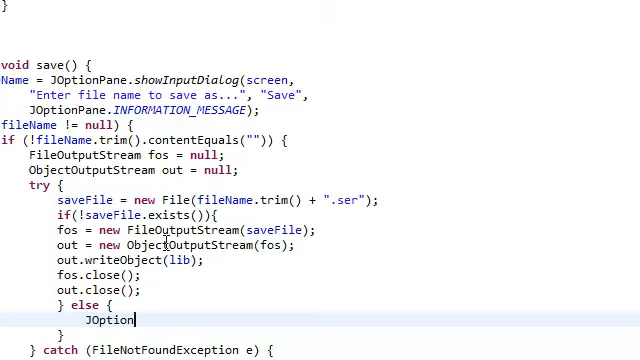 }
void save() {
Name = JOptionPane.showInputDialog(screen,
"Enter file name to save as...", "Save",
JOptionPane.INFORMATION_MESSAGE);
fileName != null) {
if (!fileName.trim().contentEquals("")) {
FileOutputStream fos = null;
ObjectOutputStream out = null;
try {
saveFile = new File(fileName.trim() + ".ser");
if(!saveFile.exists()){
fos = new FileOutputStream(saveFile);
out = new ObjectOutputStream(fos);
out.writeObject(lib);
fos.close();
out.close();
} else {
JOption
}
} catch (FileNotFoundException e) {